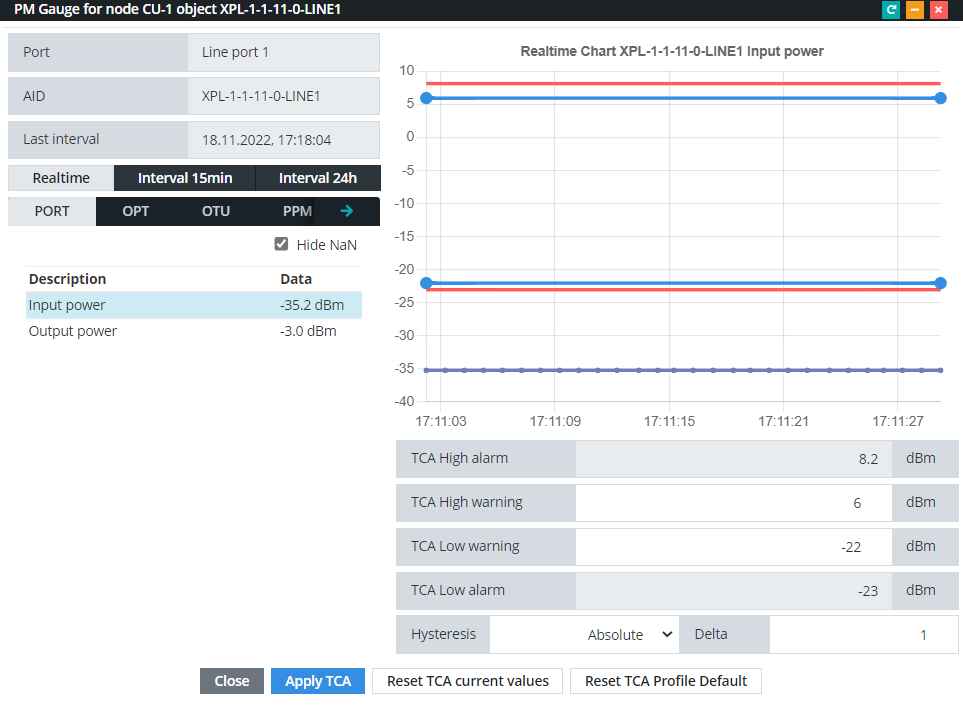 PM Gauge for node CU-1 object XPL-1-1-11-0-LINE1
Port Line port 1
AID XPL-1-1-11-0-LINE1
Last interval 18.11.2022, 17:18:04
Realtime Interval 15min Interval 24h
PORT OPT OTU PPM
Hide NaN
Description Data
Input power -35.2 dBm
Output power -3.0 dBm
Realtime Chart XPL-1-1-11-0-LINE1 Input power
10
5
0
-5
-10
-15
-20
-25
-30
-35
-40
17:11:03 17:11:09 17:11:15 17:11:21 17:11:27
TCA High alarm 8.2 dBm
TCA High warning 6 dBm
TCA Low warning -22 dBm
TCA Low alarm -23 dBm
Hysteresis Absolute Delta 1
Close Apply TCA Reset TCA current values Reset TCA Profile Default